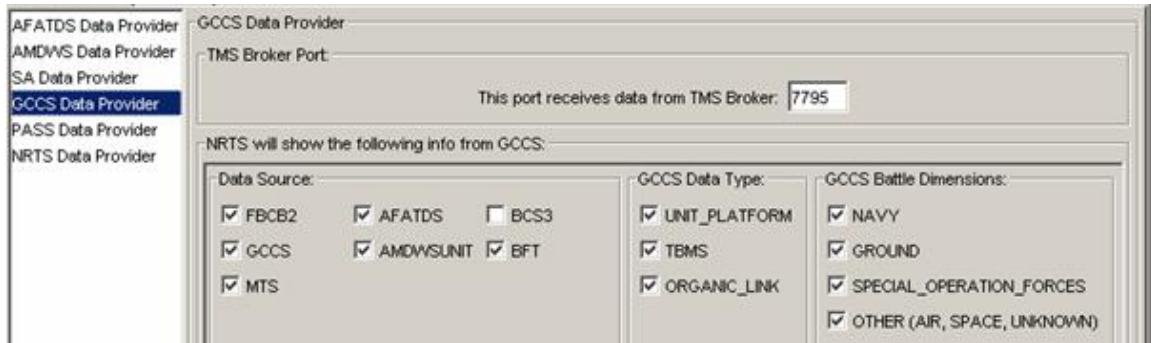 AFATDS Data Provider
AMDWS Data Provider
SA Data Provider
GCCS Data Provider
PASS Data Provider
NRTS Data Provider
GCCS Data Provider
TMS Broker Port:
This port receives data from TMS Broker: 7795
NRTS will show the following info from GCCS:
Data Source:
FBCB2 AFATDS BCS3
GCCS AMDWSUNIT BFT
MTS
GCCS Data Type:
UNIT_PLATFORM
TBMS
ORGANIC_LINK
GCCS Battle Dimensions:
NAVY
GROUND
SPECIAL_OPERATION_FORCES
OTHER (AIR, SPACE, UNKNOWN)